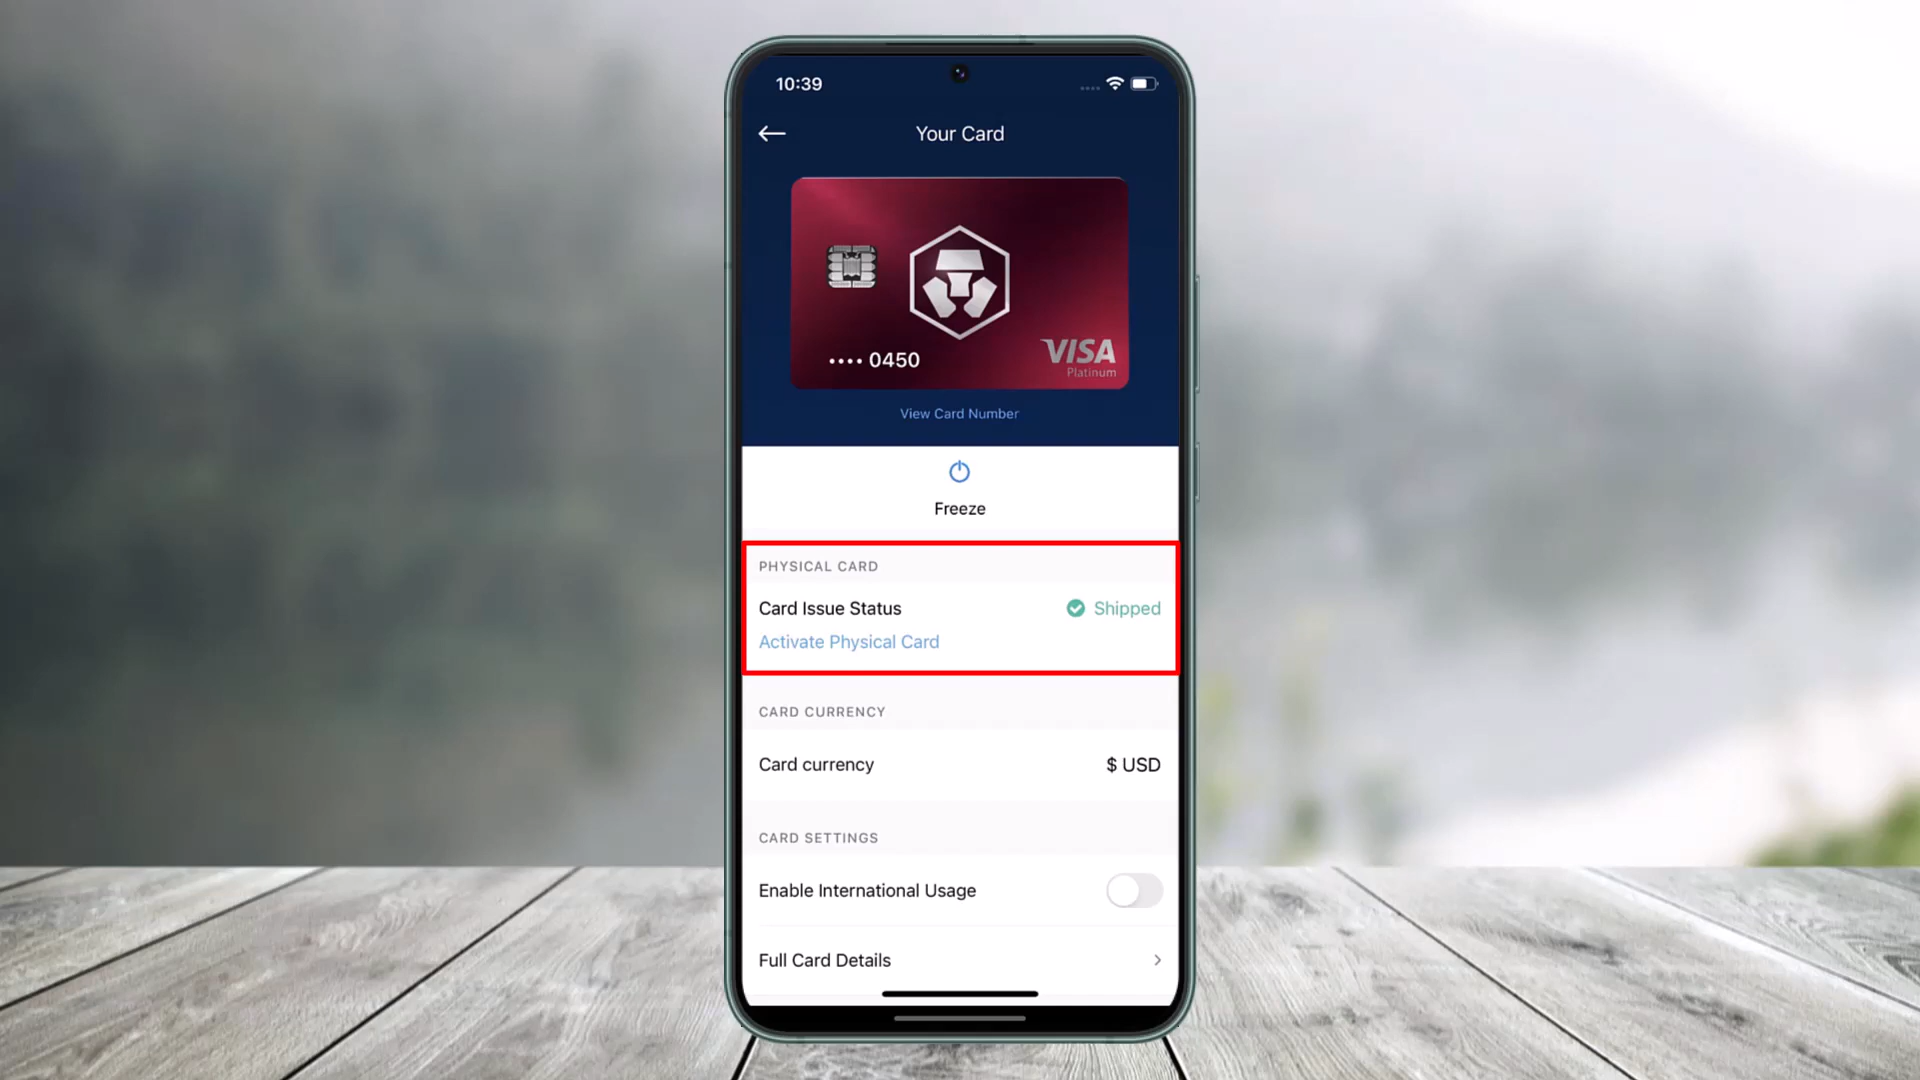 10:39
Your Card
•••• 0450
VISA
Platinum
View Card Number
Freeze
PHYSICAL CARD
Card Issue Status
Shipped
Activate Physical Card
CARD CURRENCY
Card currency
$ USD
CARD SETTINGS
Enable International Usage
Full Card Details